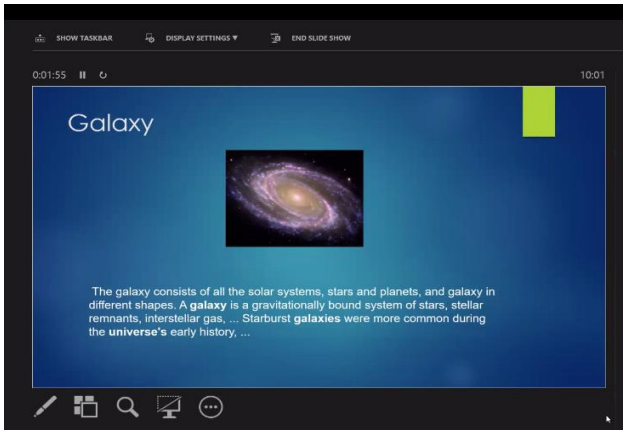 SHOW TASKBAR
DISPLAY SETTINGS ▼
END SLIDE SHOW
0:01:55
10:01
Galaxy
The galaxy consists of all the solar systems, stars and planets, and galaxy in
different shapes. A galaxy is a gravitationally bound system of stars, stellar
remnants, interstellar gas, ... Starburst galaxies were more common during
the universe's early history, ...